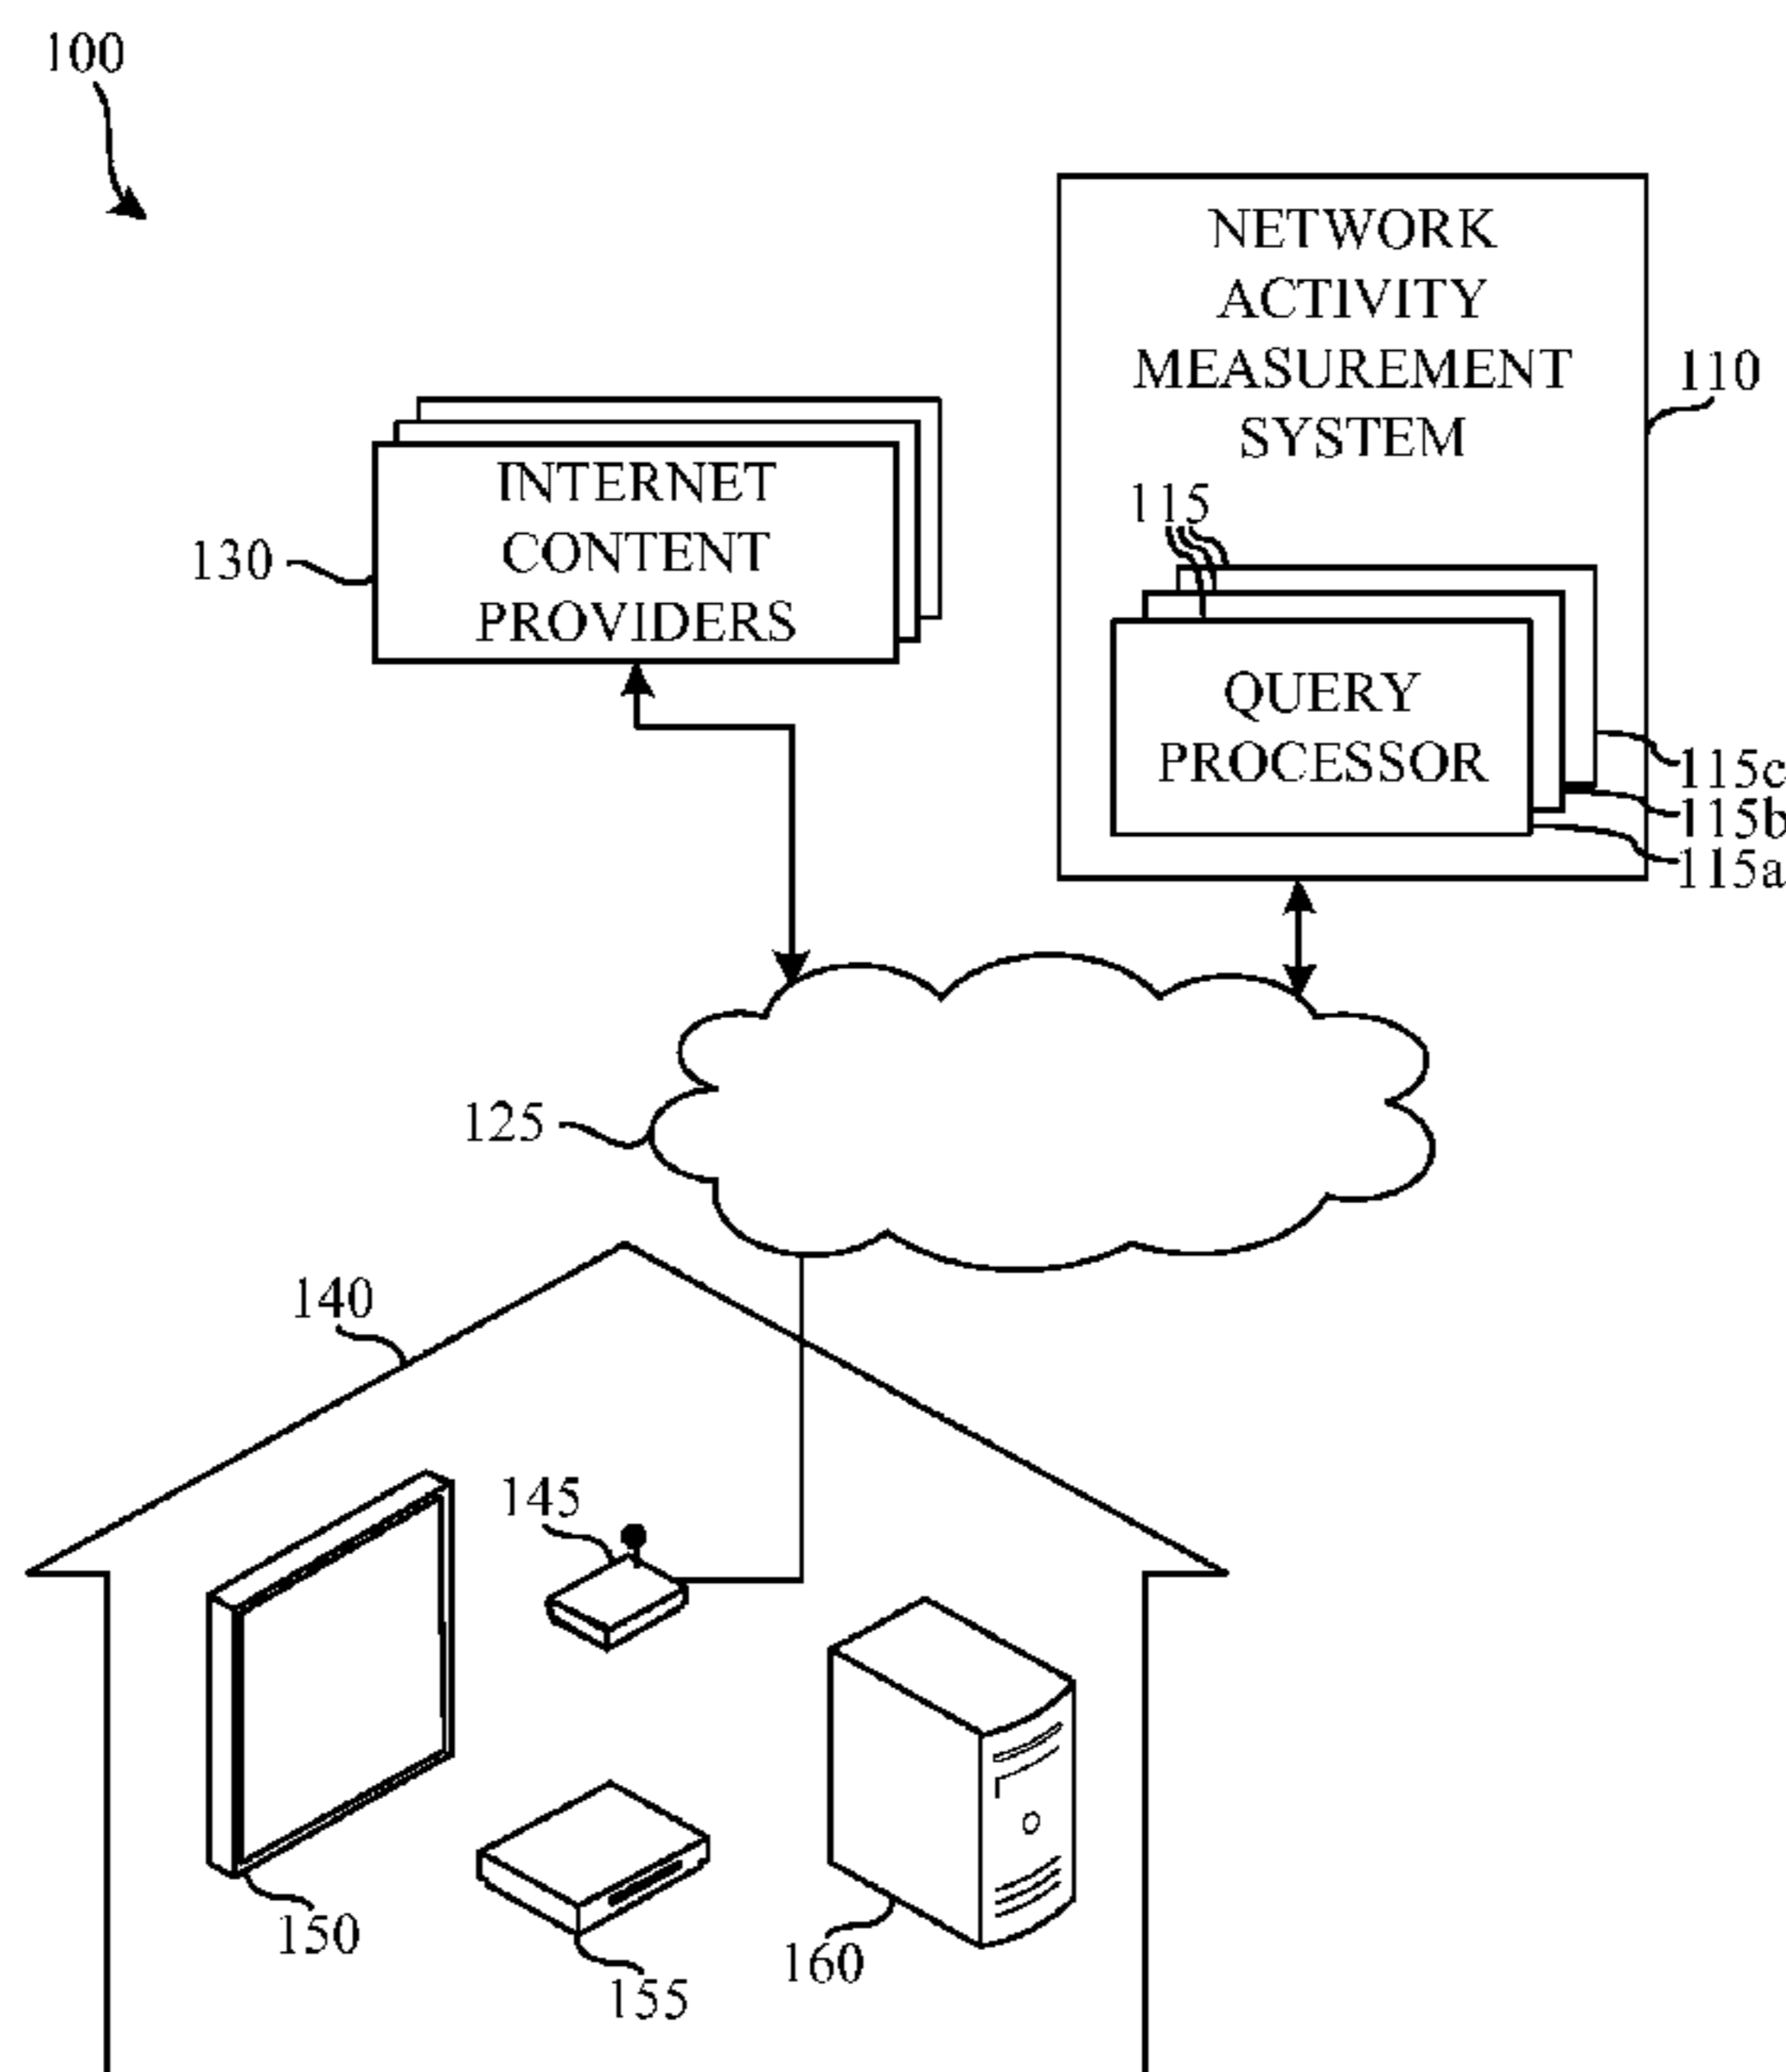 100
NETWORK
ACTIVITY
MEASUREMENT
SYSTEM
110
INTERNET
CONTENT
PROVIDERS
130
115
QUERY
PROCESSOR
115c
115b
115a
125
140
145
150
155
160